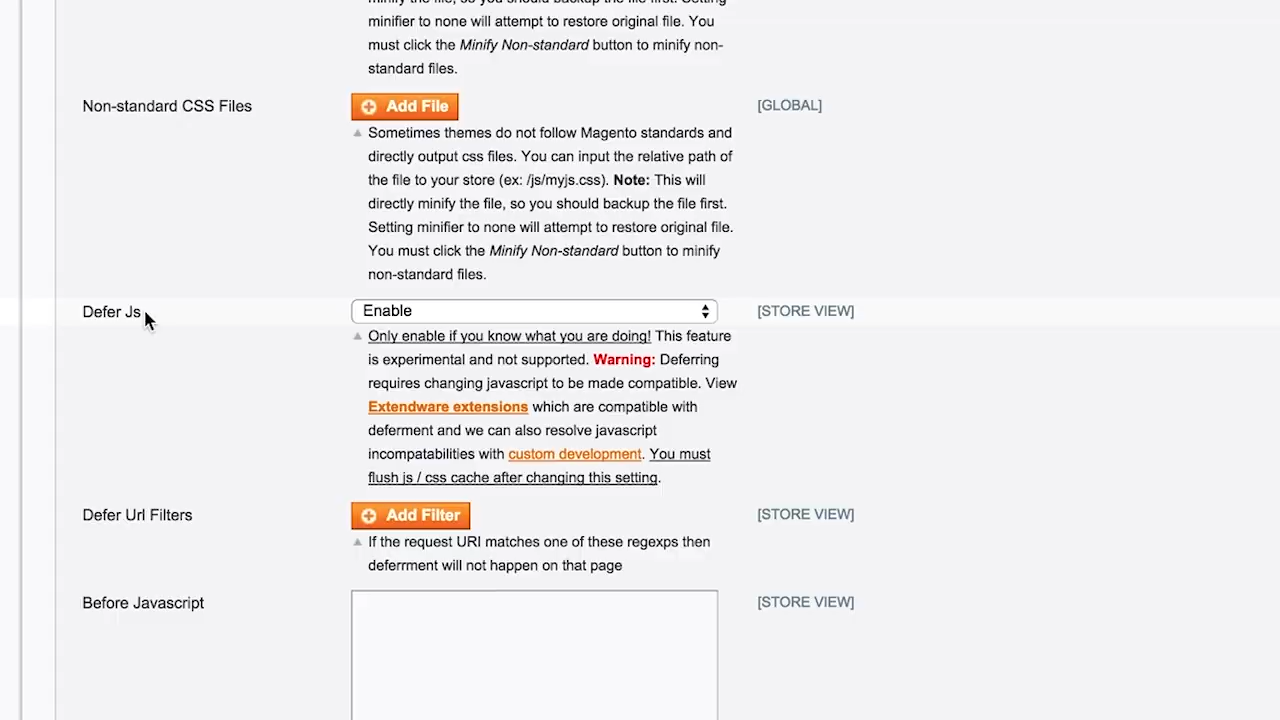 minify the file, so you should backup the file first. Setting
minifier to none will attempt to restore original file. You
must click the Minify Non-standard button to minify non-
standard files.
Non-standard CSS Files
Add File
[GLOBAL]
Sometimes themes do not follow Magento standards and
directly output css files. You can input the relative path of
the file to your store (ex: /js/myjs.css). Note: This will
directly minify the file, so you should backup the file first.
Setting minifier to none will attempt to restore original file.
You must click the Minify Non-standard button to minify
non-standard files.
Defer Js
Enable
[STORE VIEW]
Only enable if you know what you are doing! This feature
is experimental and not supported. Warning: Deferring
requires changing javascript to be made compatible. View
Extendware extensions which are compatible with
deferment and we can also resolve javascript
incompatabilities with custom development. You must
flush js / css cache after changing this setting.
Defer Url Filters
Add Filter
[STORE VIEW]
If the request URI matches one of these regexps then
deferrment will not happen on that page
Before Javascript
[STORE VIEW]